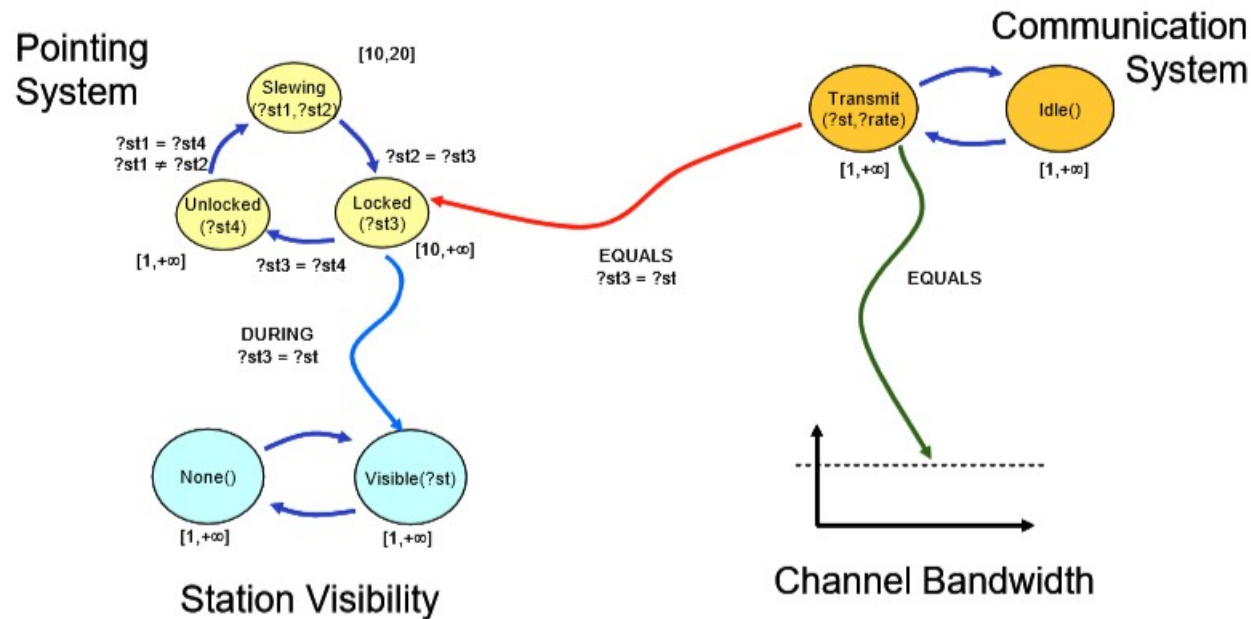 Pointing
System
[10,20]
Slewing
(?st1,?st2)
?st1 = ?st4
?st1 ≠ ?st2
?st2 = ?st3
Unlocked
(?st4)
Locked
(?st3)
[1,+∞]
?st3 = ?st4
[10,+∞]
DURING
?st3 = ?st
None()
Visible(?st)
[1,+∞]
[1,+∞]
Station Visibility
Communication
System
Transmit
(?st,?rate)
Idle()
[1,+∞]
[1,+∞]
EQUALS
?st3 = ?st
EQUALS
Channel Bandwidth